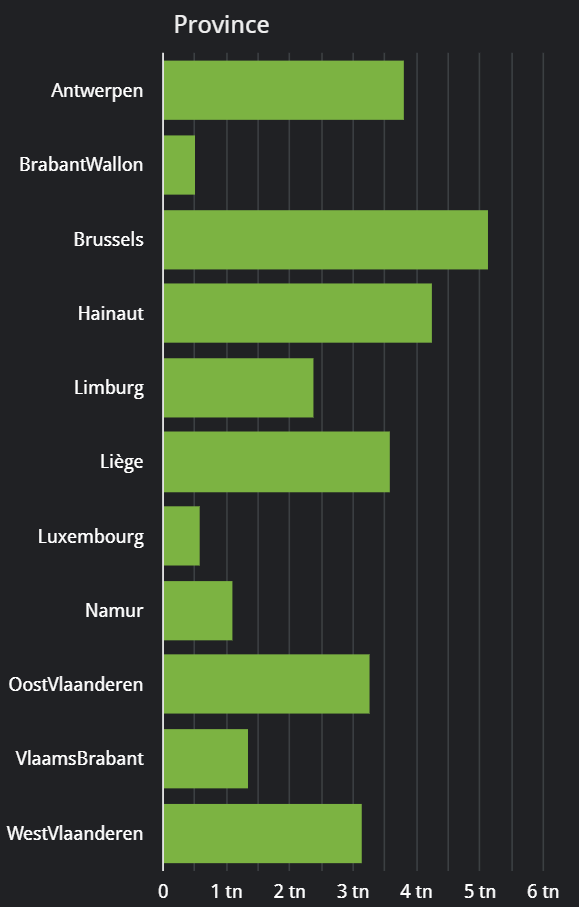 Province
Antwerpen
BrabantWallon
Brussels
Hainaut
Limburg
Liège
Luxembourg
Namur
OostVlaanderen
VlaamsBrabant
WestVlaanderen
0 1 tn 2 tn 3 tn 4 tn 5 tn 6 tn